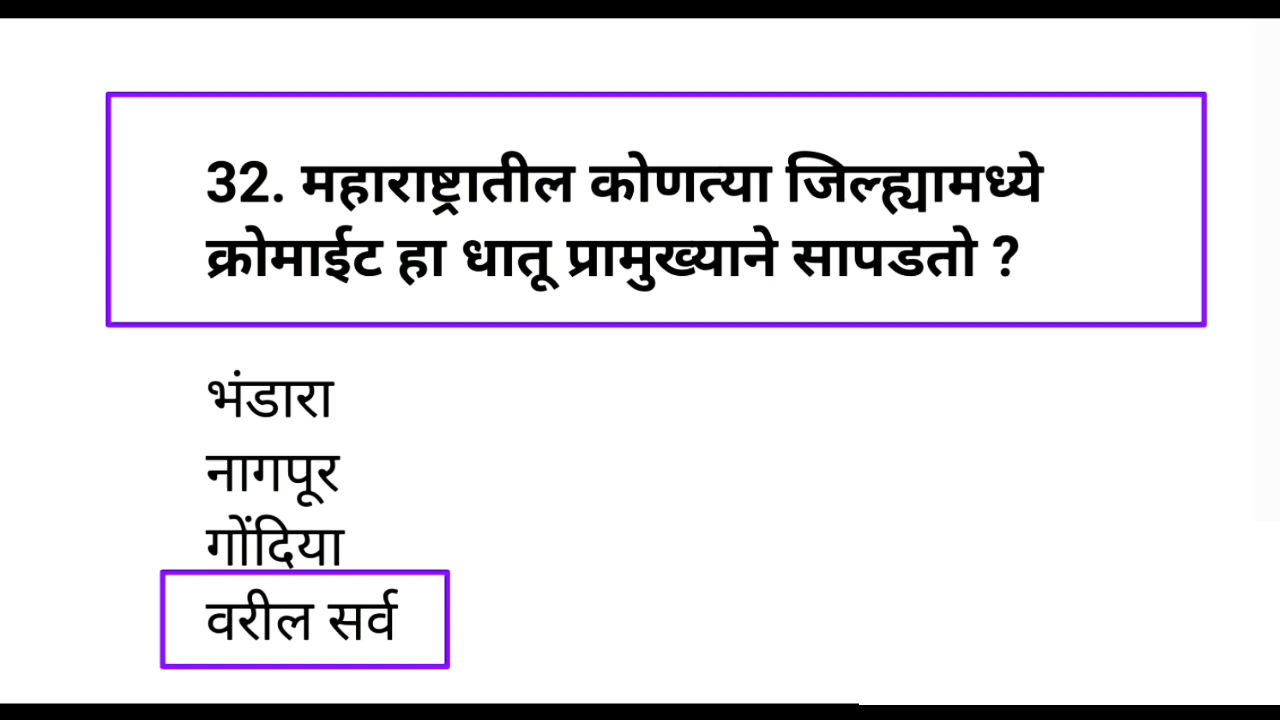 32. महाराष्ट्रातील कोणत्या जिल्ह्यामध्ये
क्रोमाईट हा धातू प्रामुख्याने सापडतो ?
भंडारा
नागपूर
गोंदिया
वरील सर्व